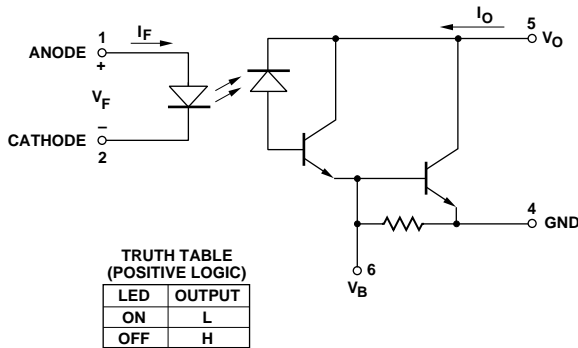 ANODE
1
+
I_F
V_F
–
CATHODE
2
I_O
5
V_O
4
GND
6
V_B
TRUTH TABLE
(POSITIVE LOGIC)
LED OUTPUT
ON L
OFF H